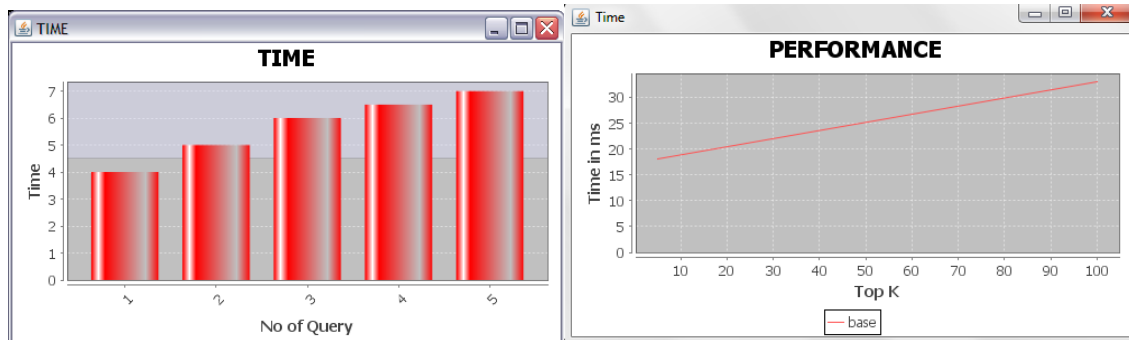 TIME
TIME
7
6
5
4
3
2
1
0
Time
1 2 3 4 5
No of Query
Time
PERFORMANCE
30
25
20
15
10
5
0
Time in ms
10 20 30 40 50 60 70 80 90 100
Top K
base